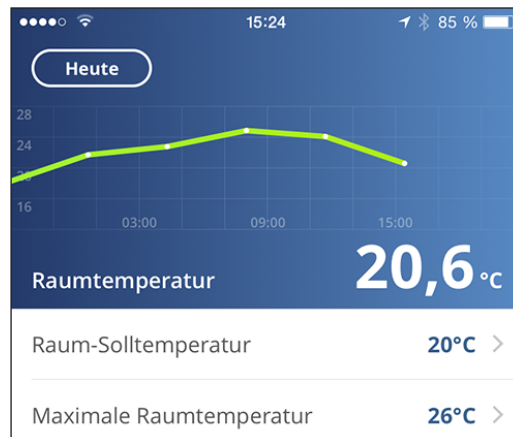 15:24 85 %
Heute
28
24
20
16
03:00 09:00 15:00
Raumtemperatur 20,6 °C
Raum-Solltemperatur 20°C
Maximale Raumtemperatur 26°C